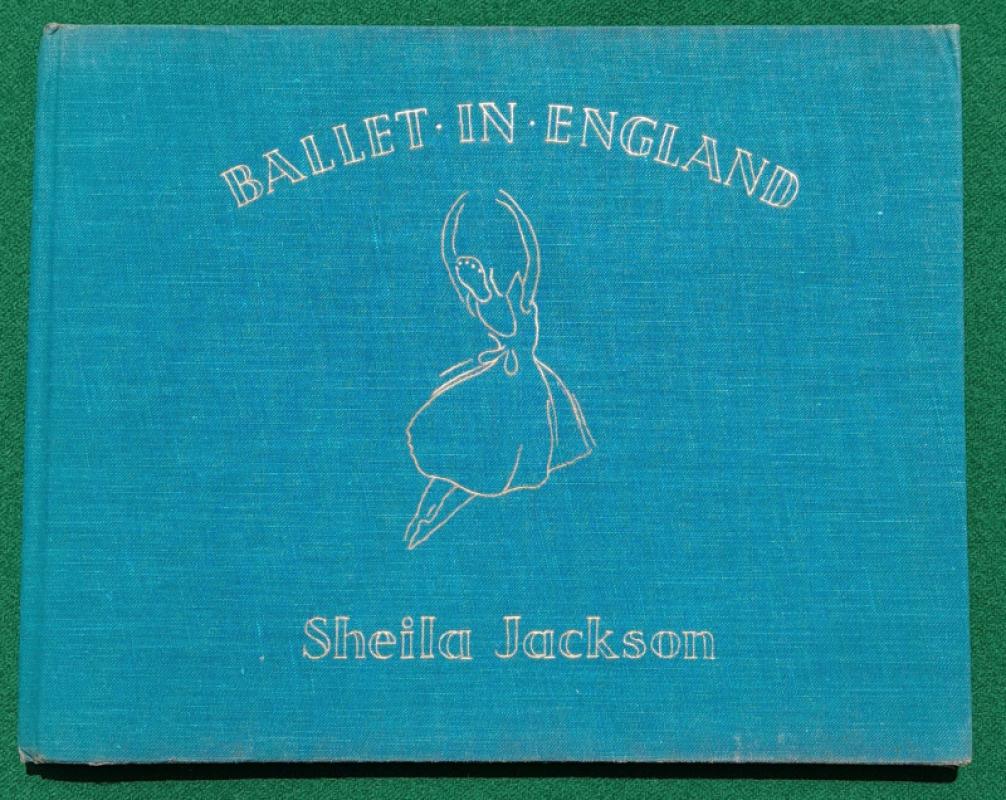 BALLET · IN · ENGLAND
Sheila Jackson